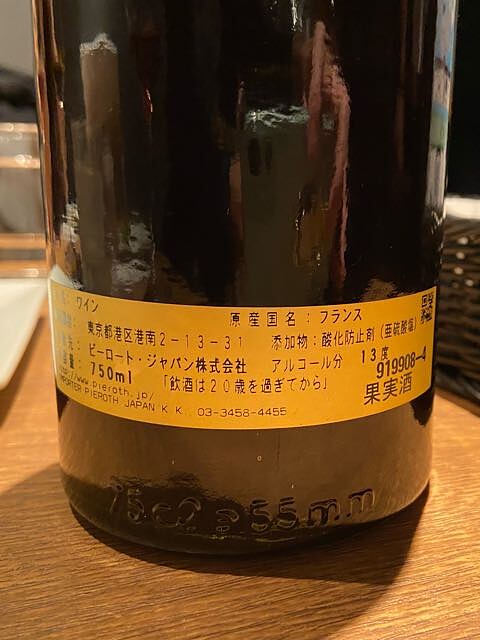 名：ワイン 原産国名：フランス
東京都港区港南2-13-31 添加物：酸化防止剤（亜硫酸塩）
ピーロート・ジャパン株式会社 アルコール分 13度
量：750ml 「飲酒は20歳を過ぎてから」 919908-4
http://www.pieroth.jp/ 果実酒
IMPORTER PIEROTH JAPAN K K. 03-3458-4455
75c2 55mm